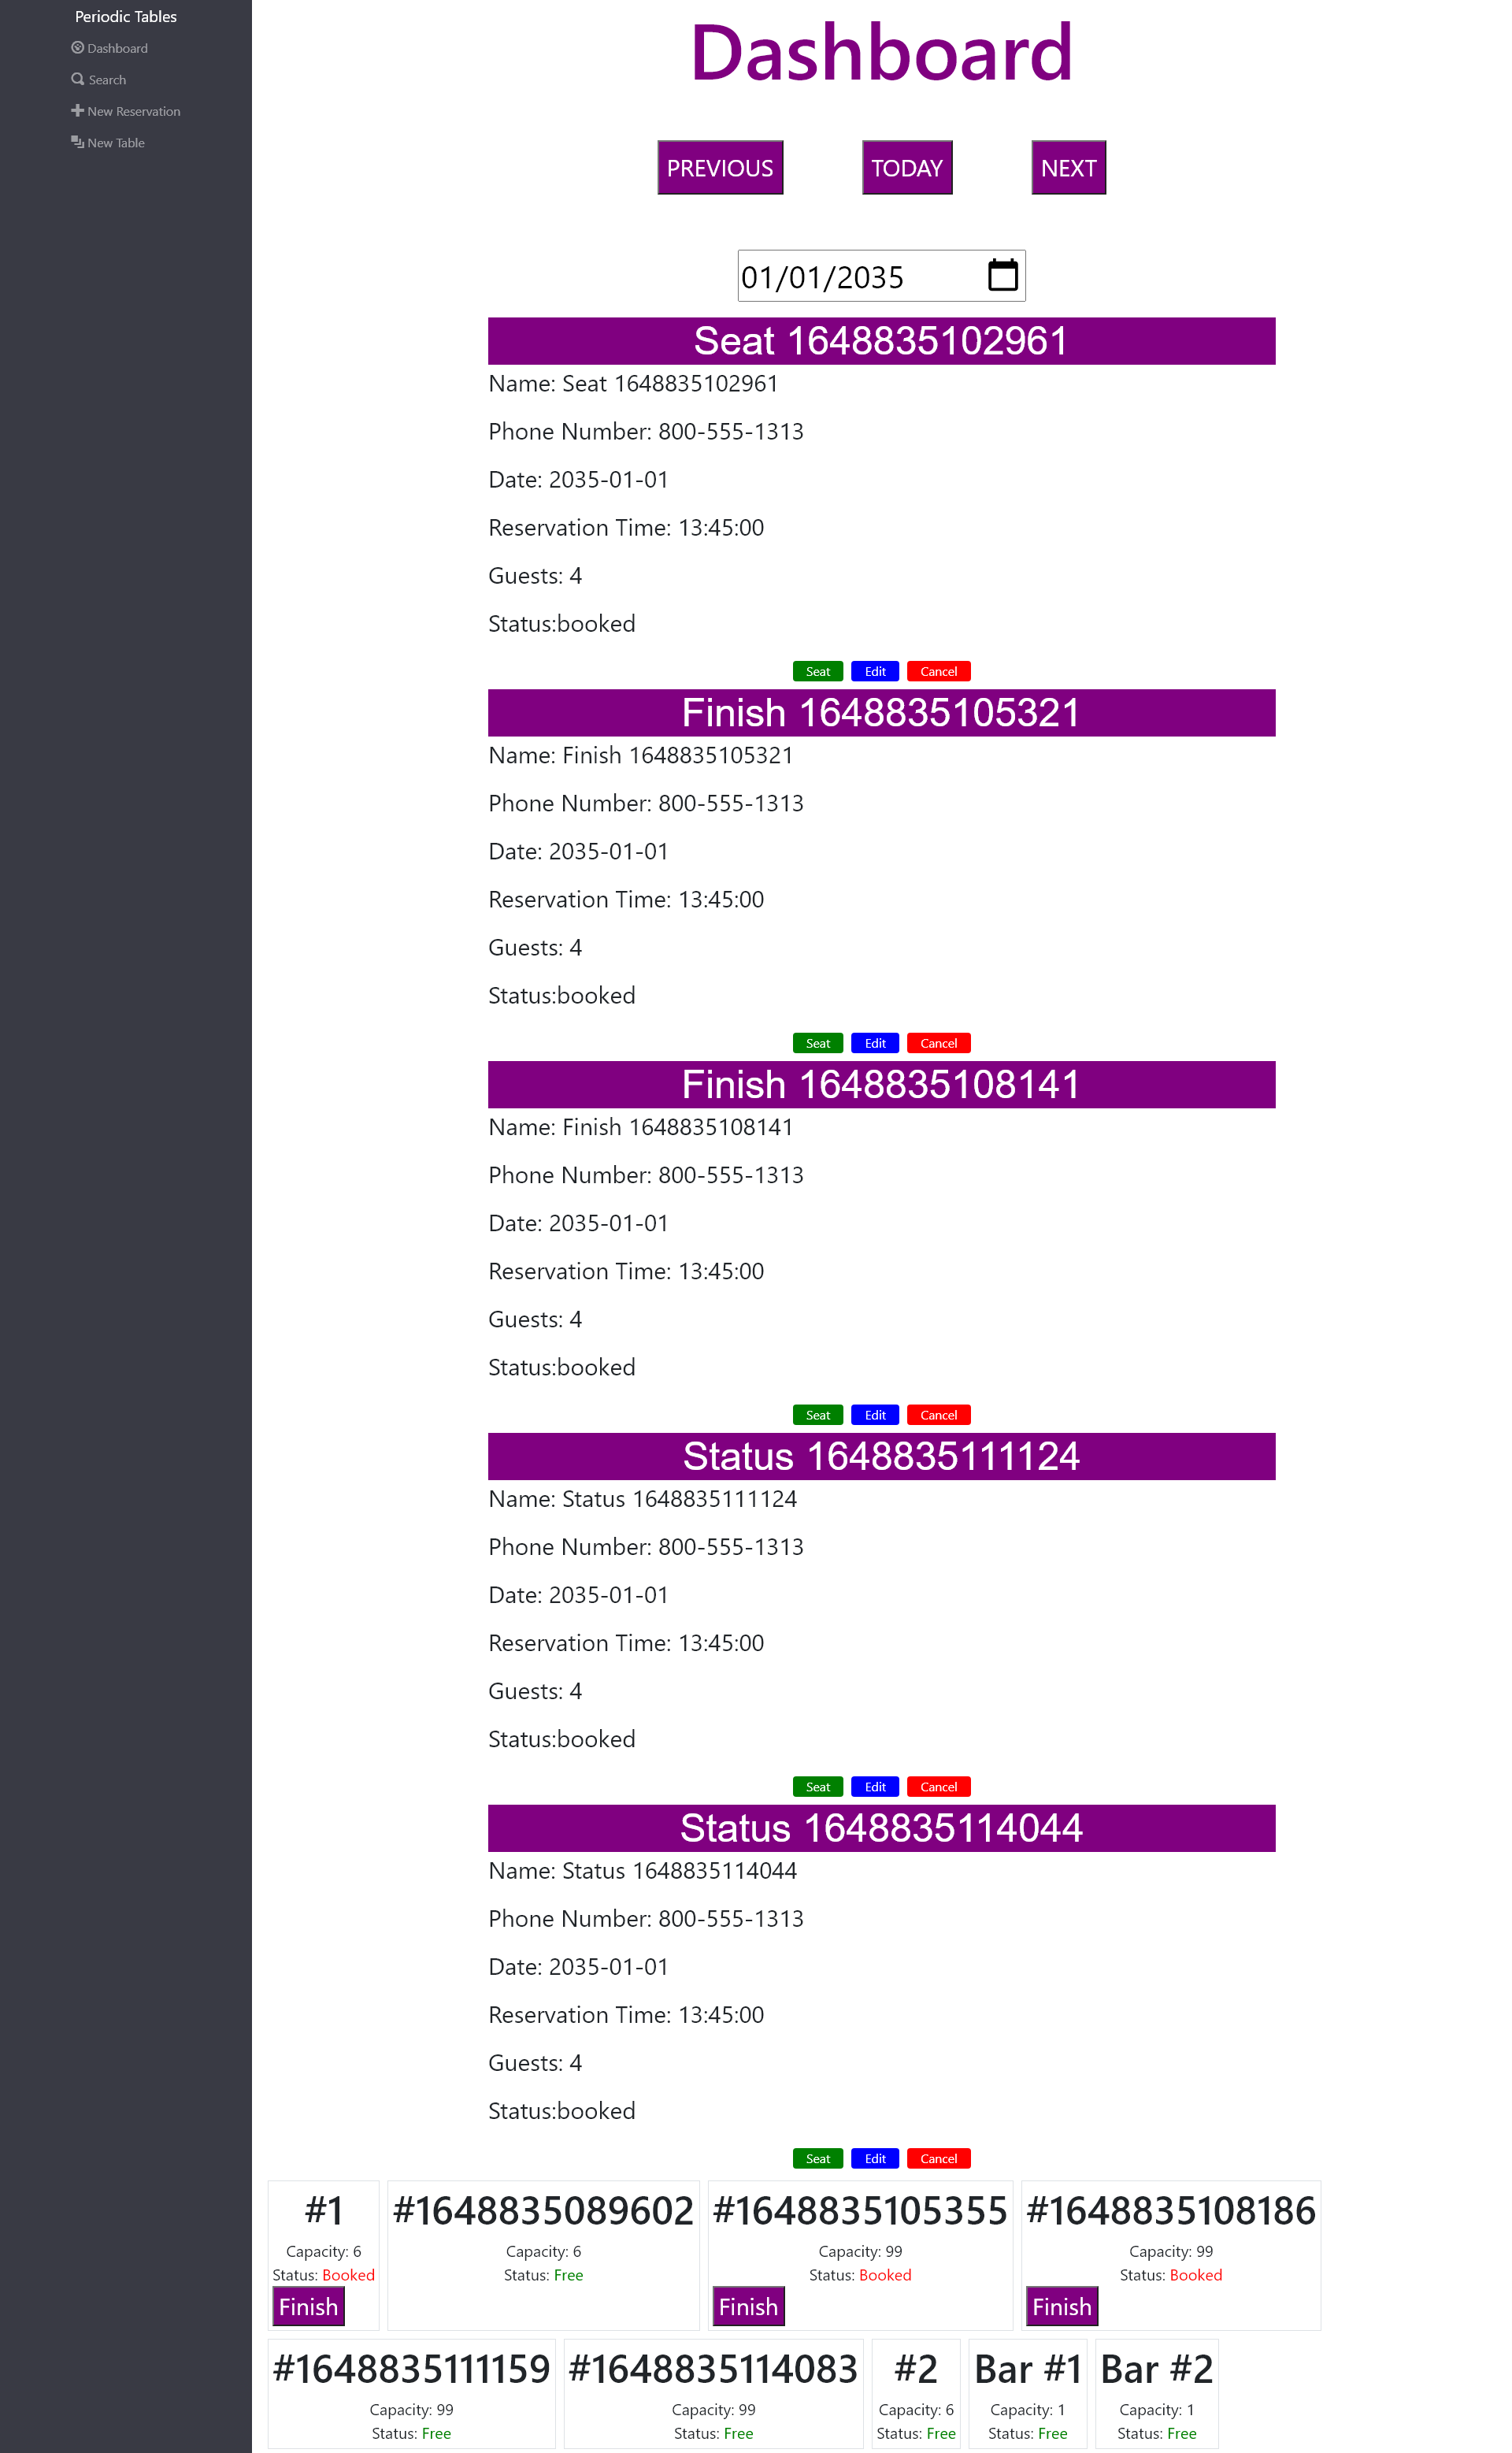 Periodic Tables
Dashboard
Search
New Reservation
New Table
Dashboard
PREVIOUS TODAY NEXT
01/01/2035
Seat 1648835102961
Name: Seat 1648835102961
Phone Number: 800-555-1313
Date: 2035-01-01
Reservation Time: 13:45:00
Guests: 4
Status:booked
Seat Edit Cancel
Finish 1648835105321
Name: Finish 1648835105321
Phone Number: 800-555-1313
Date: 2035-01-01
Reservation Time: 13:45:00
Guests: 4
Status:booked
Seat Edit Cancel
Finish 1648835108141
Name: Finish 1648835108141
Phone Number: 800-555-1313
Date: 2035-01-01
Reservation Time: 13:45:00
Guests: 4
Status:booked
Seat Edit Cancel
Status 1648835111124
Name: Status 1648835111124
Phone Number: 800-555-1313
Date: 2035-01-01
Reservation Time: 13:45:00
Guests: 4
Status:booked
Seat Edit Cancel
Status 1648835114044
Name: Status 1648835114044
Phone Number: 800-555-1313
Date: 2035-01-01
Reservation Time: 13:45:00
Guests: 4
Status:booked
Seat Edit Cancel
#1
Capacity: 6
Status: Booked
Finish
#1648835089602
Capacity: 6
Status: Free
#1648835105355
Capacity: 99
Status: Booked
Finish
#1648835108186
Capacity: 99
Status: Booked
Finish
#1648835111159
Capacity: 99
Status: Free
#1648835114083
Capacity: 99
Status: Free
#2
Capacity: 6
Status: Free
Bar #1
Capacity: 1
Status: Free
Bar #2
Capacity: 1
Status: Free